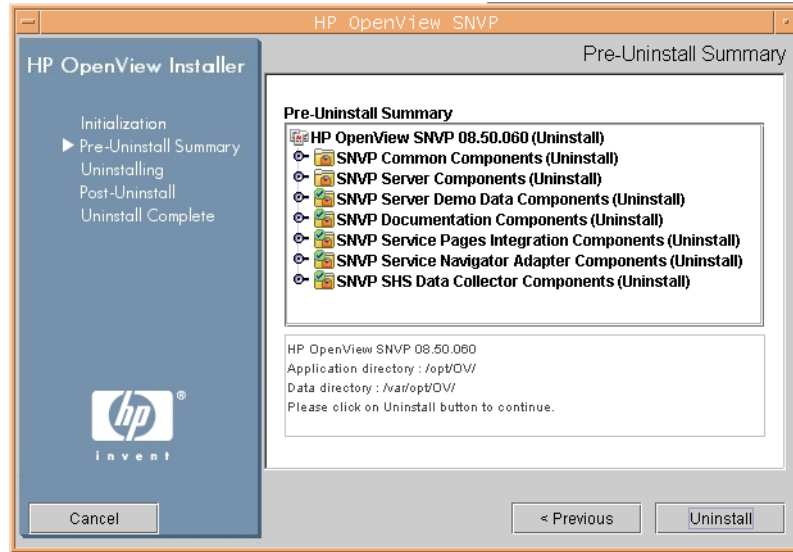 HP OpenView SNVP
HP OpenView Installer
Pre-Uninstall Summary
Initialization
Pre-Uninstall Summary
Uninstalling
Post-Uninstall
Uninstall Complete
Pre-Uninstall Summary
HP OpenView SNVP 08.50.060 (Uninstall)
SNVP Common Components (Uninstall)
SNVP Server Components (Uninstall)
SNVP Server Demo Data Components (Uninstall)
SNVP Documentation Components (Uninstall)
SNVP Service Pages Integration Components (Uninstall)
SNVP Service Navigator Adapter Components (Uninstall)
SNVP SHS Data Collector Components (Uninstall)
HP OpenView SNVP 08.50.060
Application directory : /opt/OV/
Data directory : /var/opt/OV/
Please click on Uninstall button to continue.
hp
®
invent
Cancel
< Previous
Uninstall